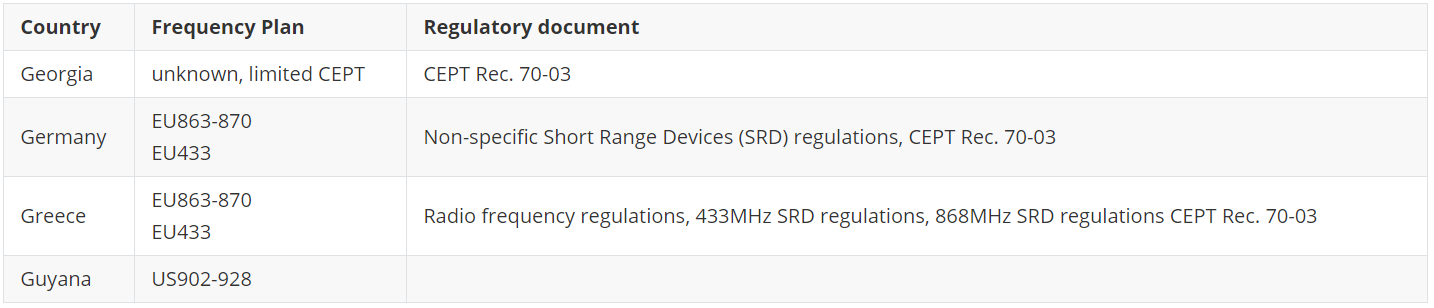 Country Frequency Plan Regulatory document
Georgia unknown, limited CEPT CEPT Rec. 70-03
Germany EU863-870
EU433 Non-specific Short Range Devices (SRD) regulations, CEPT Rec. 70-03
Greece EU863-870
EU433 Radio frequency regulations, 433MHz SRD regulations, 868MHz SRD regulations CEPT Rec. 70-03
Guyana US902-928